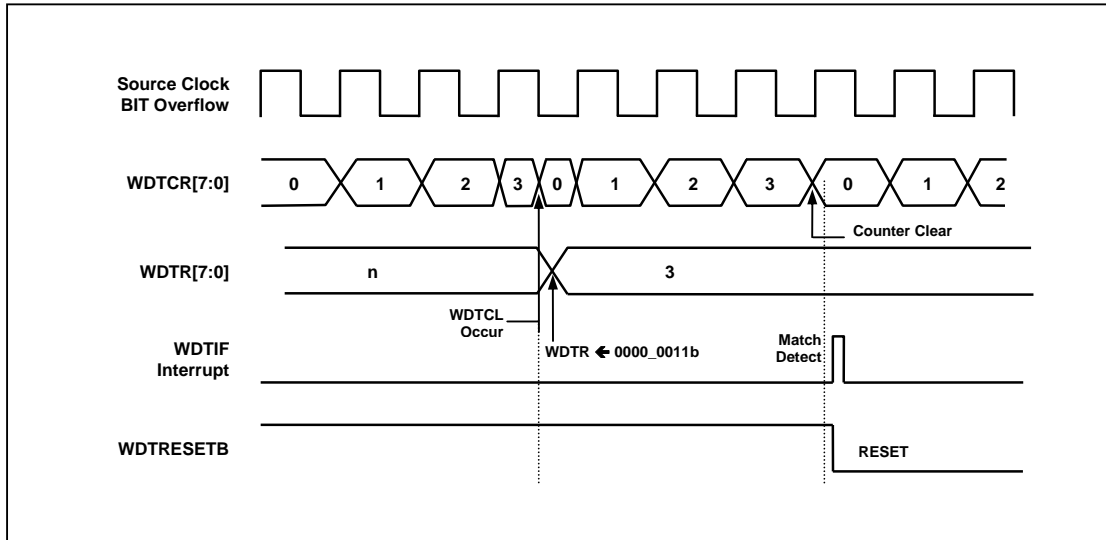 Source Clock
BIT Overflow
WDTCR[7:0]
0 1 2 3 0 1 2 3 0 1 2
Counter Clear
WDTR[7:0]
n 3
WDTCL
Occur
WDTR 🡸 0000_0011b
WDTIF
Interrupt
Match
Detect
WDTRESETB
RESET